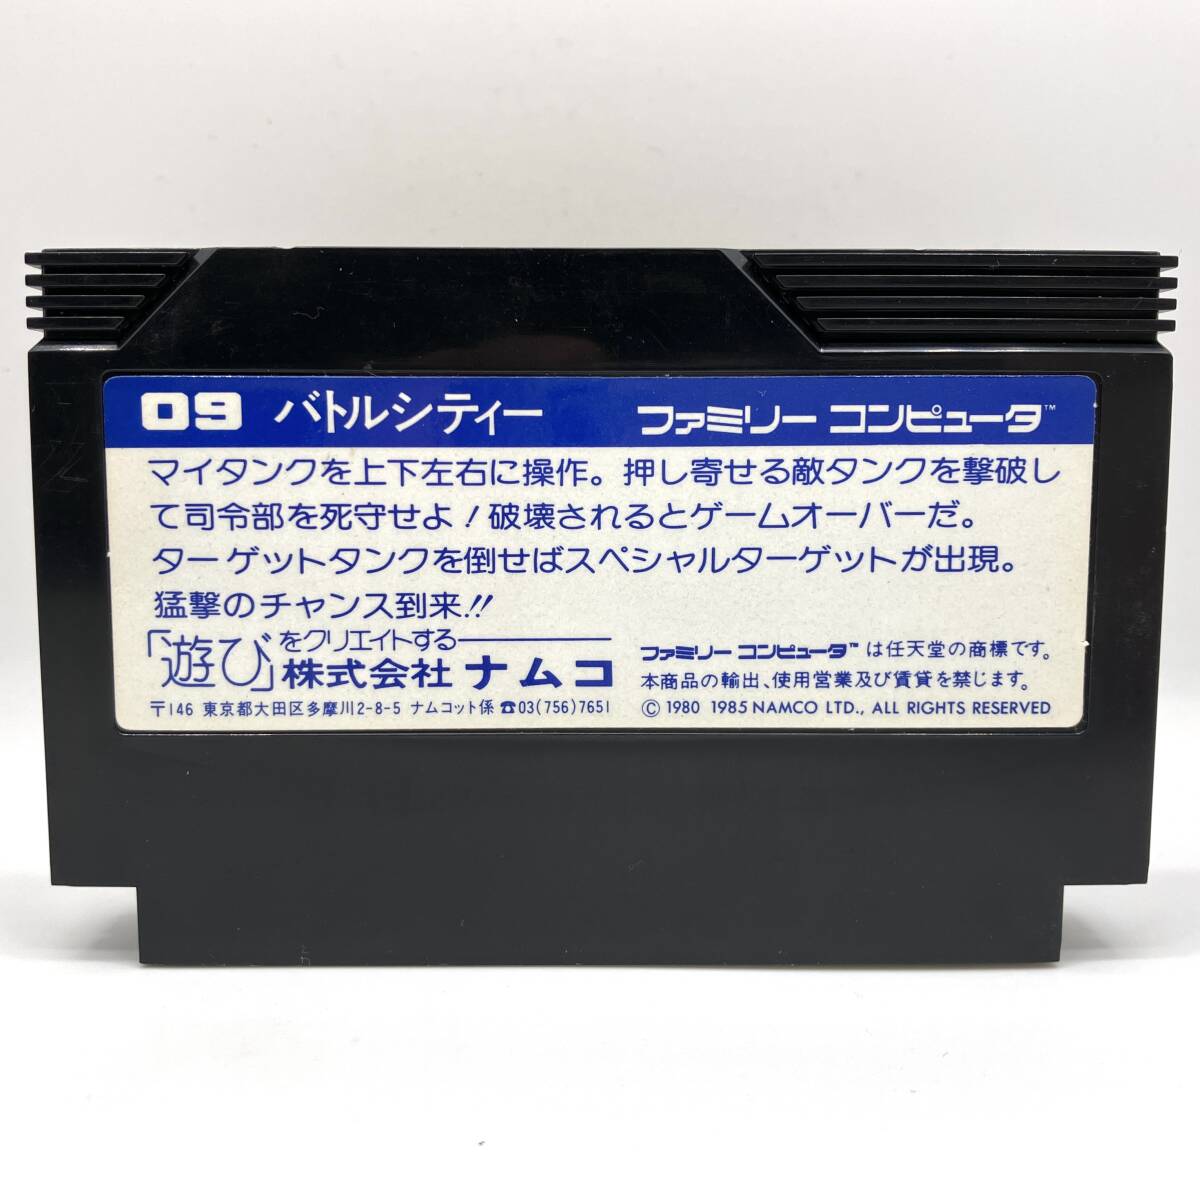 09 バトルシティー ファミリー コンピュータ™
マイタンクを上下左右に操作。押し寄せる敵タンクを撃破し
て司令部を死守せよ!破壊されるとゲームオーバーだ。
ターゲットタンクを倒せばスペシャルターゲットが出現。
猛撃のチャンス到来!!
「遊び」をクリエイトする
株式会社 ナムコ
〒146 東京都大田区多摩川2-8-5 ナムコット係 ☎03(756)7651
ファミリー コンピュータ™ は任天堂の商標です。
本商品の輸出、使用営業及び賃貸を禁じます。
© 1980 1985 NAMCO LTD., ALL RIGHTS RESERVED